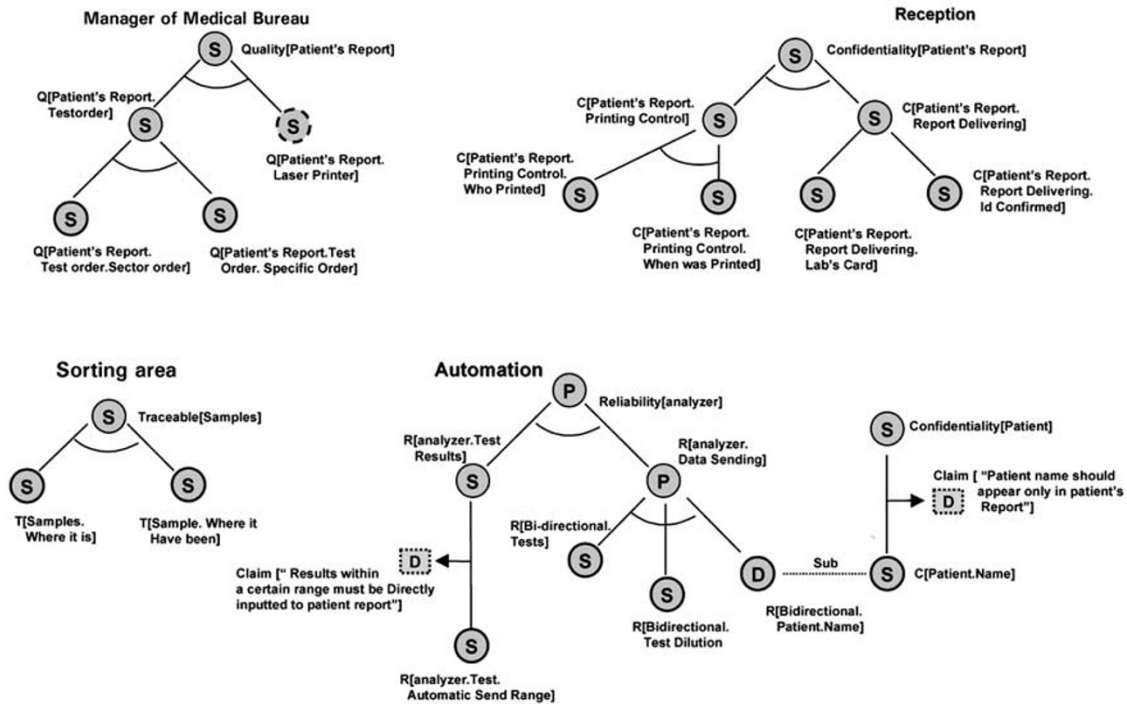 Manager of Medical Bureau
S
Quality[Patient's Report]
Q[Patient's Report.
Testorder]
S
S
Q[Patient's Report.
Laser Printer]
S
S
Q[Patient's Report.
Test order.Sector order]
Q[Patient's Report.Test
Order. Specific Order]
Reception
S
Confidentiality[Patient's Report]
C[Patient's Report.
Printing Control]
S
S
C[Patient's Report.
Report Delivering]
C[Patient's Report.
Printing Control.
Who Printed]
S
S
S
S
C[Patient's Report.
Report Delivering.
Id Confirmed]
C[Patient's Report.
Printing Control.
When was Printed]
C[Patient's Report.
Report Delivering.
Lab's Card]
Sorting area
S
Traceable[Samples]
S
S
T[Samples.
Where it is]
T[Sample. Where it
Have been]
Automation
P
Reliability[analyzer]
R[analyzer.Test
Results]
S
R[analyzer.
Data Sending]
P
R[Bi-directional.
Tests]
S
S
D
D
Claim [" Results within
a certain range must be Directly
inputted to patient report"]
R[Bidirectional.
Test Dilution
R[Bidirectional.
Patient.Name]
S
R[analyzer.Test.
Automatic Send Range]
Sub
S
Confidentiality[Patient]
Claim [ "Patient name should
appear only in patient's
Report"]
D
S
C[Patient.Name]